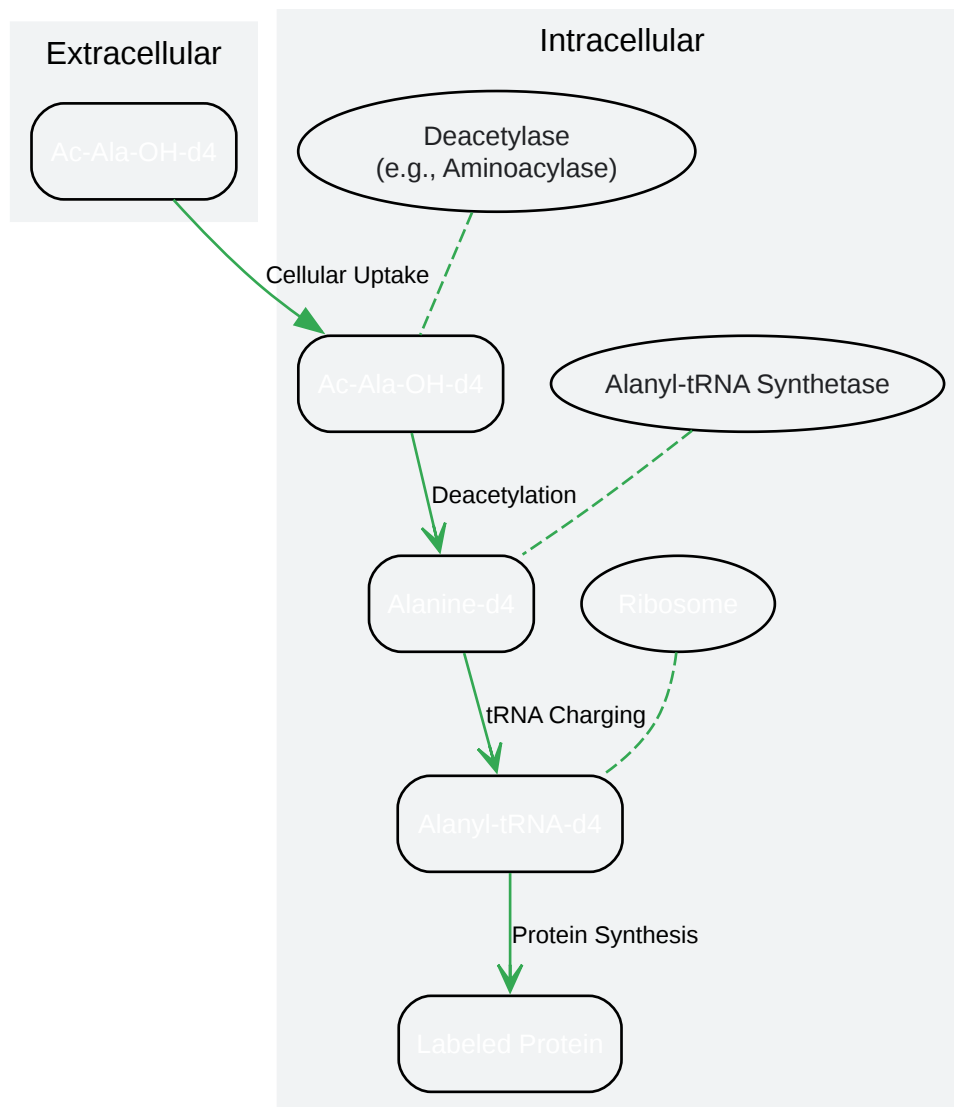 Extracellular
Intracellular
Ac-Ala-OH-d4
Deacetylase
(e.g., Aminoacylase)
Cellular Uptake
Ac-Ala-OH-d4
Alanyl-tRNA Synthetase
Deacetylation
Alanine-d4
Ribosome
tRNA Charging
Alanyl-tRNA-d4
Protein Synthesis
Labeled Protein